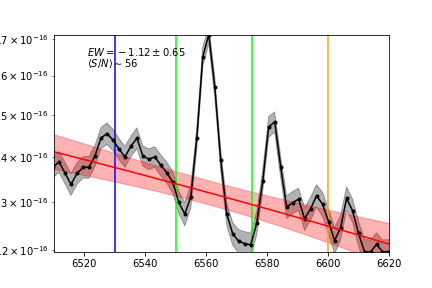 EW = −1.12 ± 0.65
⟨S/N⟩ ~ 56
.7 × 10⁻¹⁶
.6 × 10⁻¹⁶
.5 × 10⁻¹⁶
.4 × 10⁻¹⁶
.3 × 10⁻¹⁶
.2 × 10⁻¹⁶
6520 6540 6560 6580 6600 6620